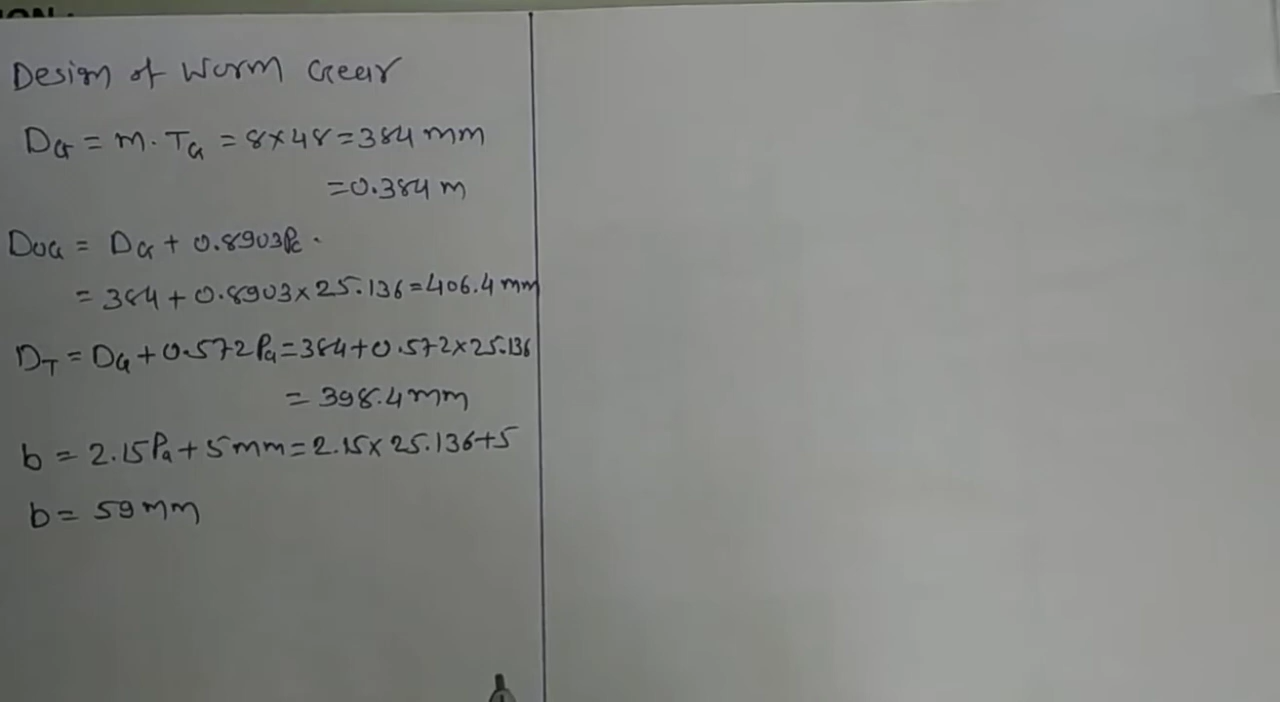 ION:
Design of Worm Gear
DG = m. TG = 8×48 = 384 mm
= 0.384 m
DOG = DG + 0.8903Pc.
= 384 + 0.8903×25.136 = 406.4 mm
DT = DG + 0.572Pa = 384+0.572×25.136
= 398.4 mm
b = 2.15Pa + 5mm = 2.15×25.136+5
b = 59 mm